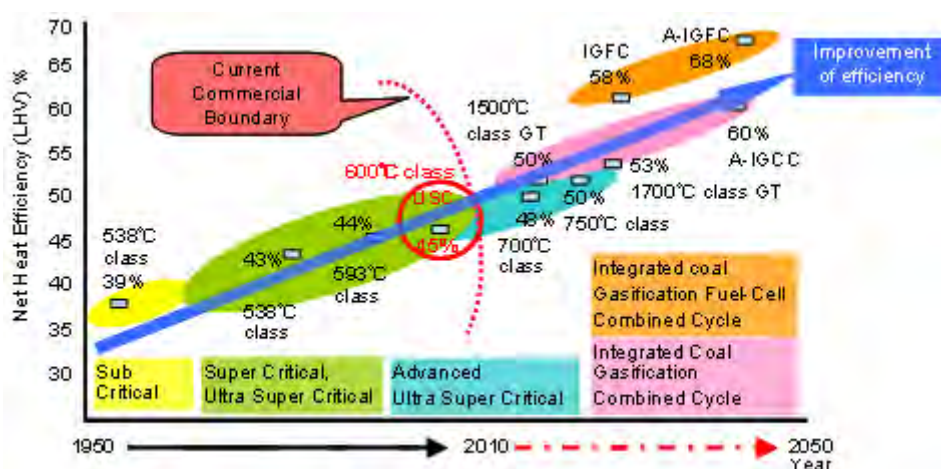 Net Heat Efficiency (LHV) %
70
65
60
55
50
45
40
35
30
Current
Commercial
Boundary
IGFC
58%
A-IGFC
68%
Improvement
of efficiency
1500℃
class GT
50%
60%
A-IGCC
53%
1700℃ class GT
600℃ class
USC
45%
48%
700℃
class
50%
750℃ class
44%
593℃
class
43%
538℃
class
538℃
class
39%
Integrated coal
Gasification Fuel-Cell
Combined Cycle
Integrated Coal
Gasification
Combined Cycle
Sub
Critical
Super Critical,
Ultra Super Critical
Advanced
Ultra Super Critical
1950
2010
2050
Year